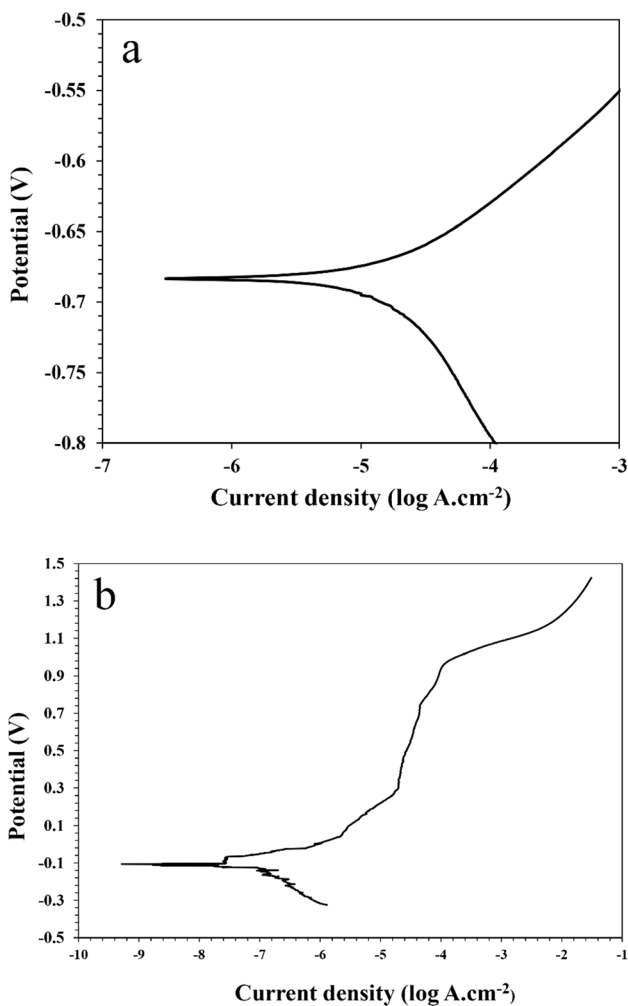 a
-0.5
-0.55
-0.6
-0.65
-0.7
-0.75
-0.8
Potential (V)
-7 -6 -5 -4 -3
Current density (log A.cm-2)
b
1.5
1.3
1.1
0.9
0.7
0.5
0.3
0.1
-0.1
-0.3
-0.5
Potential (V)
-10 -9 -8 -7 -6 -5 -4 -3 -2 -1
Current density (log A.cm-2)